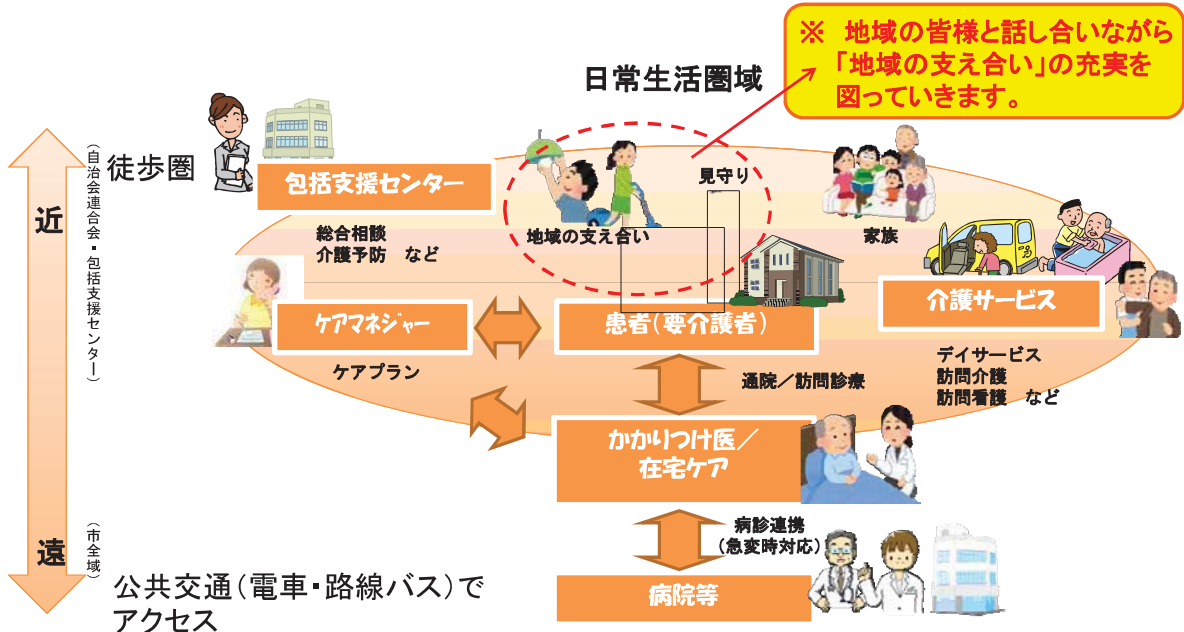 ※ 地域の皆様と話し合いながら
「地域の支え合い」の充実を
図っていきます。
日常生活圏域
近
(自治会連合会・包括支援センター)
徒歩圏
包括支援センター
総合相談
介護予防 など
地域の支え合い
見守り
家族
介護サービス
デイサービス
訪問介護
訪問看護 など
ケアマネジャー
ケアプラン
患者(要介護者)
通院/訪問診療
かかりつけ医/
在宅ケア
病診連携
(急変時対応)
病院等
遠
(市全域)
公共交通(電車・路線バス)で
アクセス